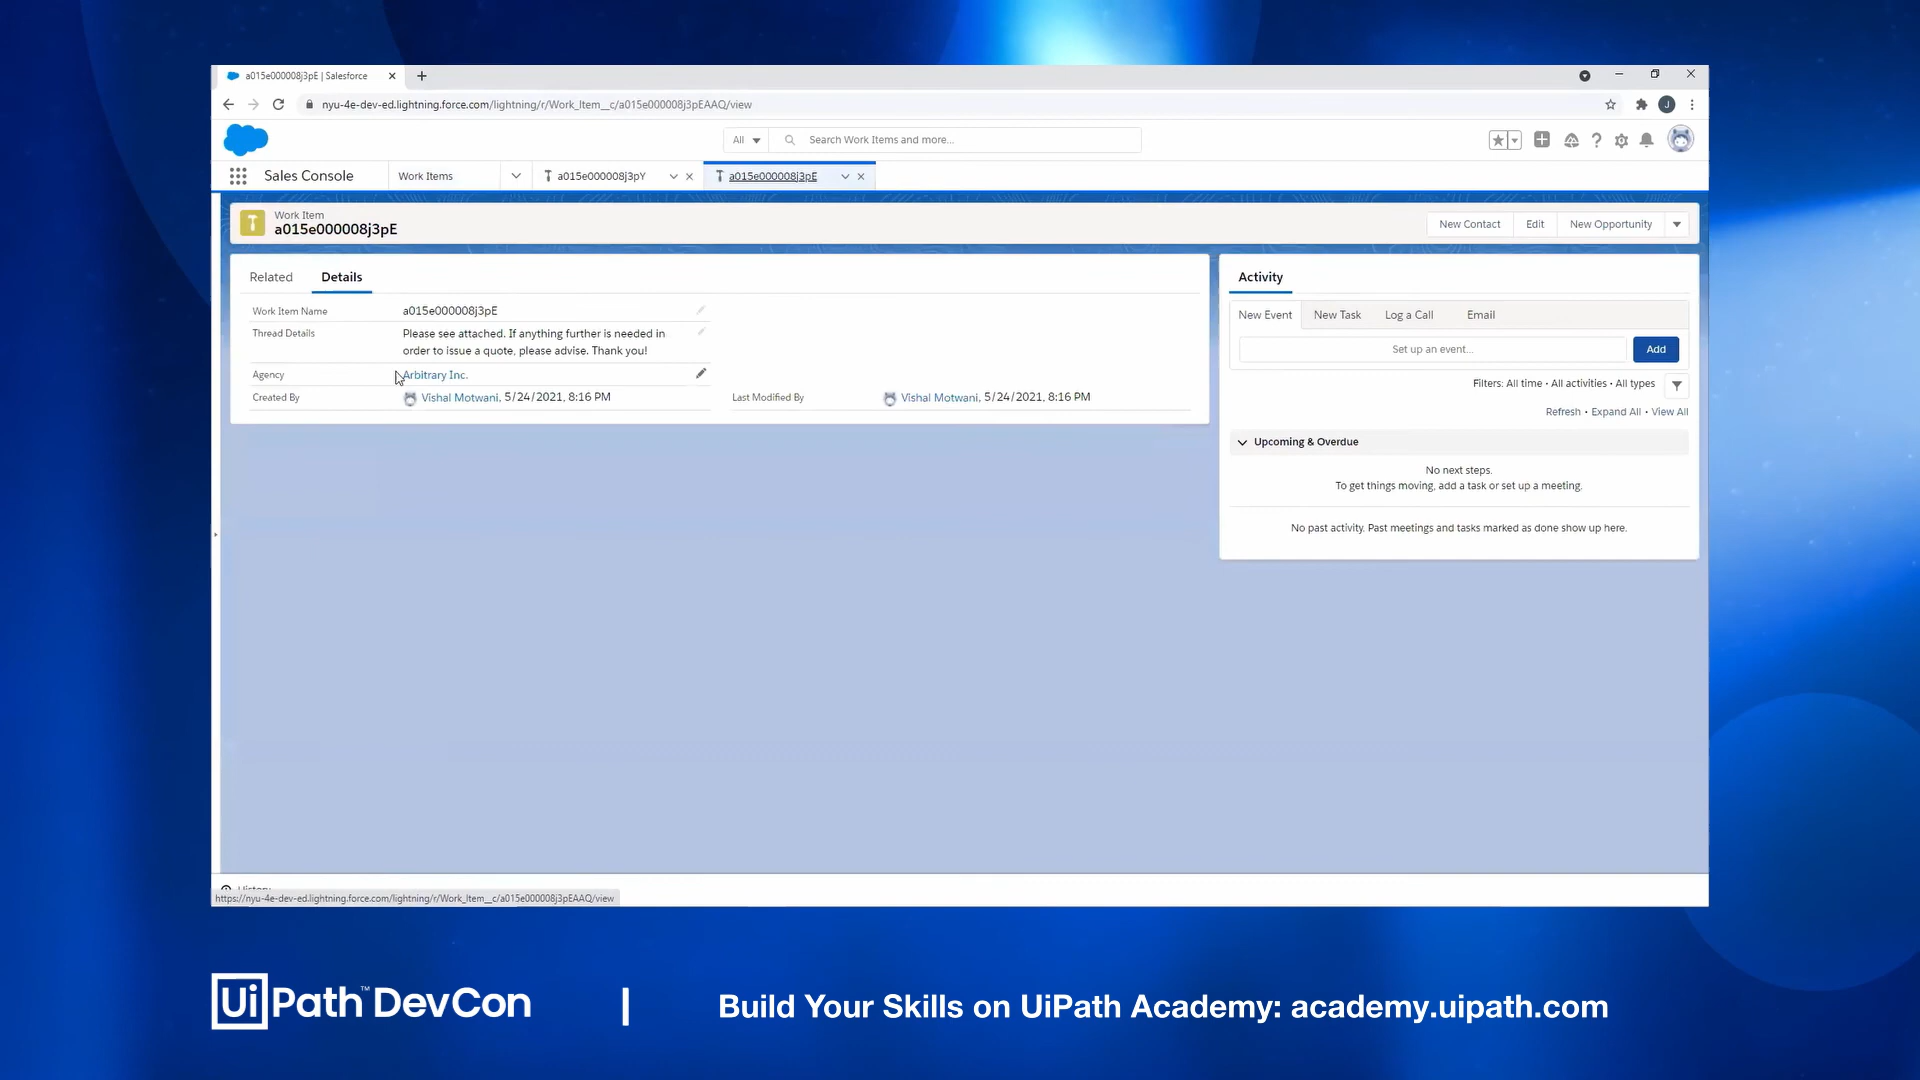 a015e000008j3pE | Salesforce
nyu-4e-dev-ed.lightning.force.com/lightning/r/Work_Item__c/a015e000008j3pEAAQ/view
J
All
Search Work Items and more...
Sales Console
Work Items
a015e000008j3pY
a015e000008j3pE
Work Item
a015e000008j3pE
New Contact
Edit
New Opportunity
Related
Details
Work Item Name
a015e000008j3pE
Thread Details
Please see attached. If anything further is needed in
order to issue a quote, please advise. Thank you!
Agency
Arbitrary Inc.
Created By
Vishal Motwani, 5/24/2021, 8:16 PM
Last Modified By
Vishal Motwani, 5/24/2021, 8:16 PM
Activity
New Event
New Task
Log a Call
Email
Set up an event...
Add
Filters: All time • All activities • All types
Refresh • Expand All • View All
Upcoming & Overdue
No next steps.
To get things moving, add a task or set up a meeting.
No past activity. Past meetings and tasks marked as done show up here.
History
https://nyu-4e-dev-ed.lightning.force.com/lightning/r/Work_Item__c/a015e000008j3pEAAQ/view
UiPath™ DevCon
Build Your Skills on UiPath Academy: academy.uipath.com